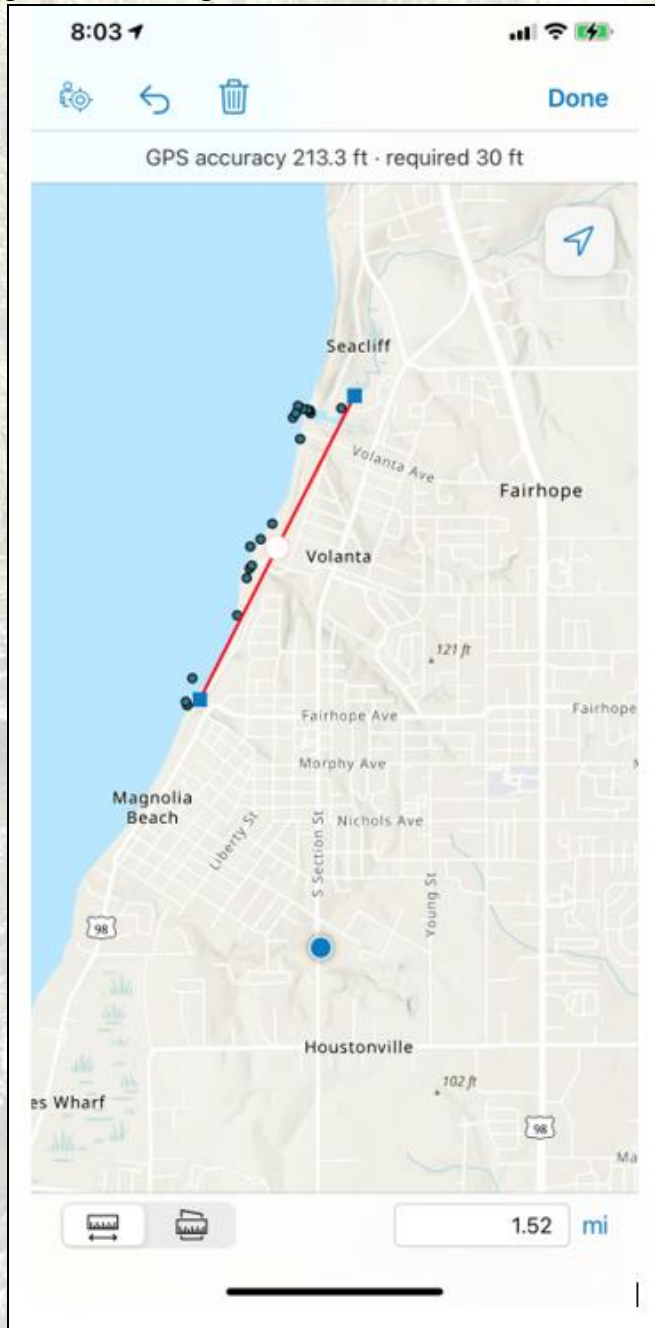 8:03
Done
GPS accuracy 213.3 ft · required 30 ft
Seacliff
Volanta Ave
Fairhope
Volanta
121 ft
Fairhope Ave
Fairhope
Morphy Ave
Magnolia
Beach
Liberty St
S Section St
Nichols Ave
Young St
98
Houstonville
102 ft
es Wharf
98
Ma
1.52 mi